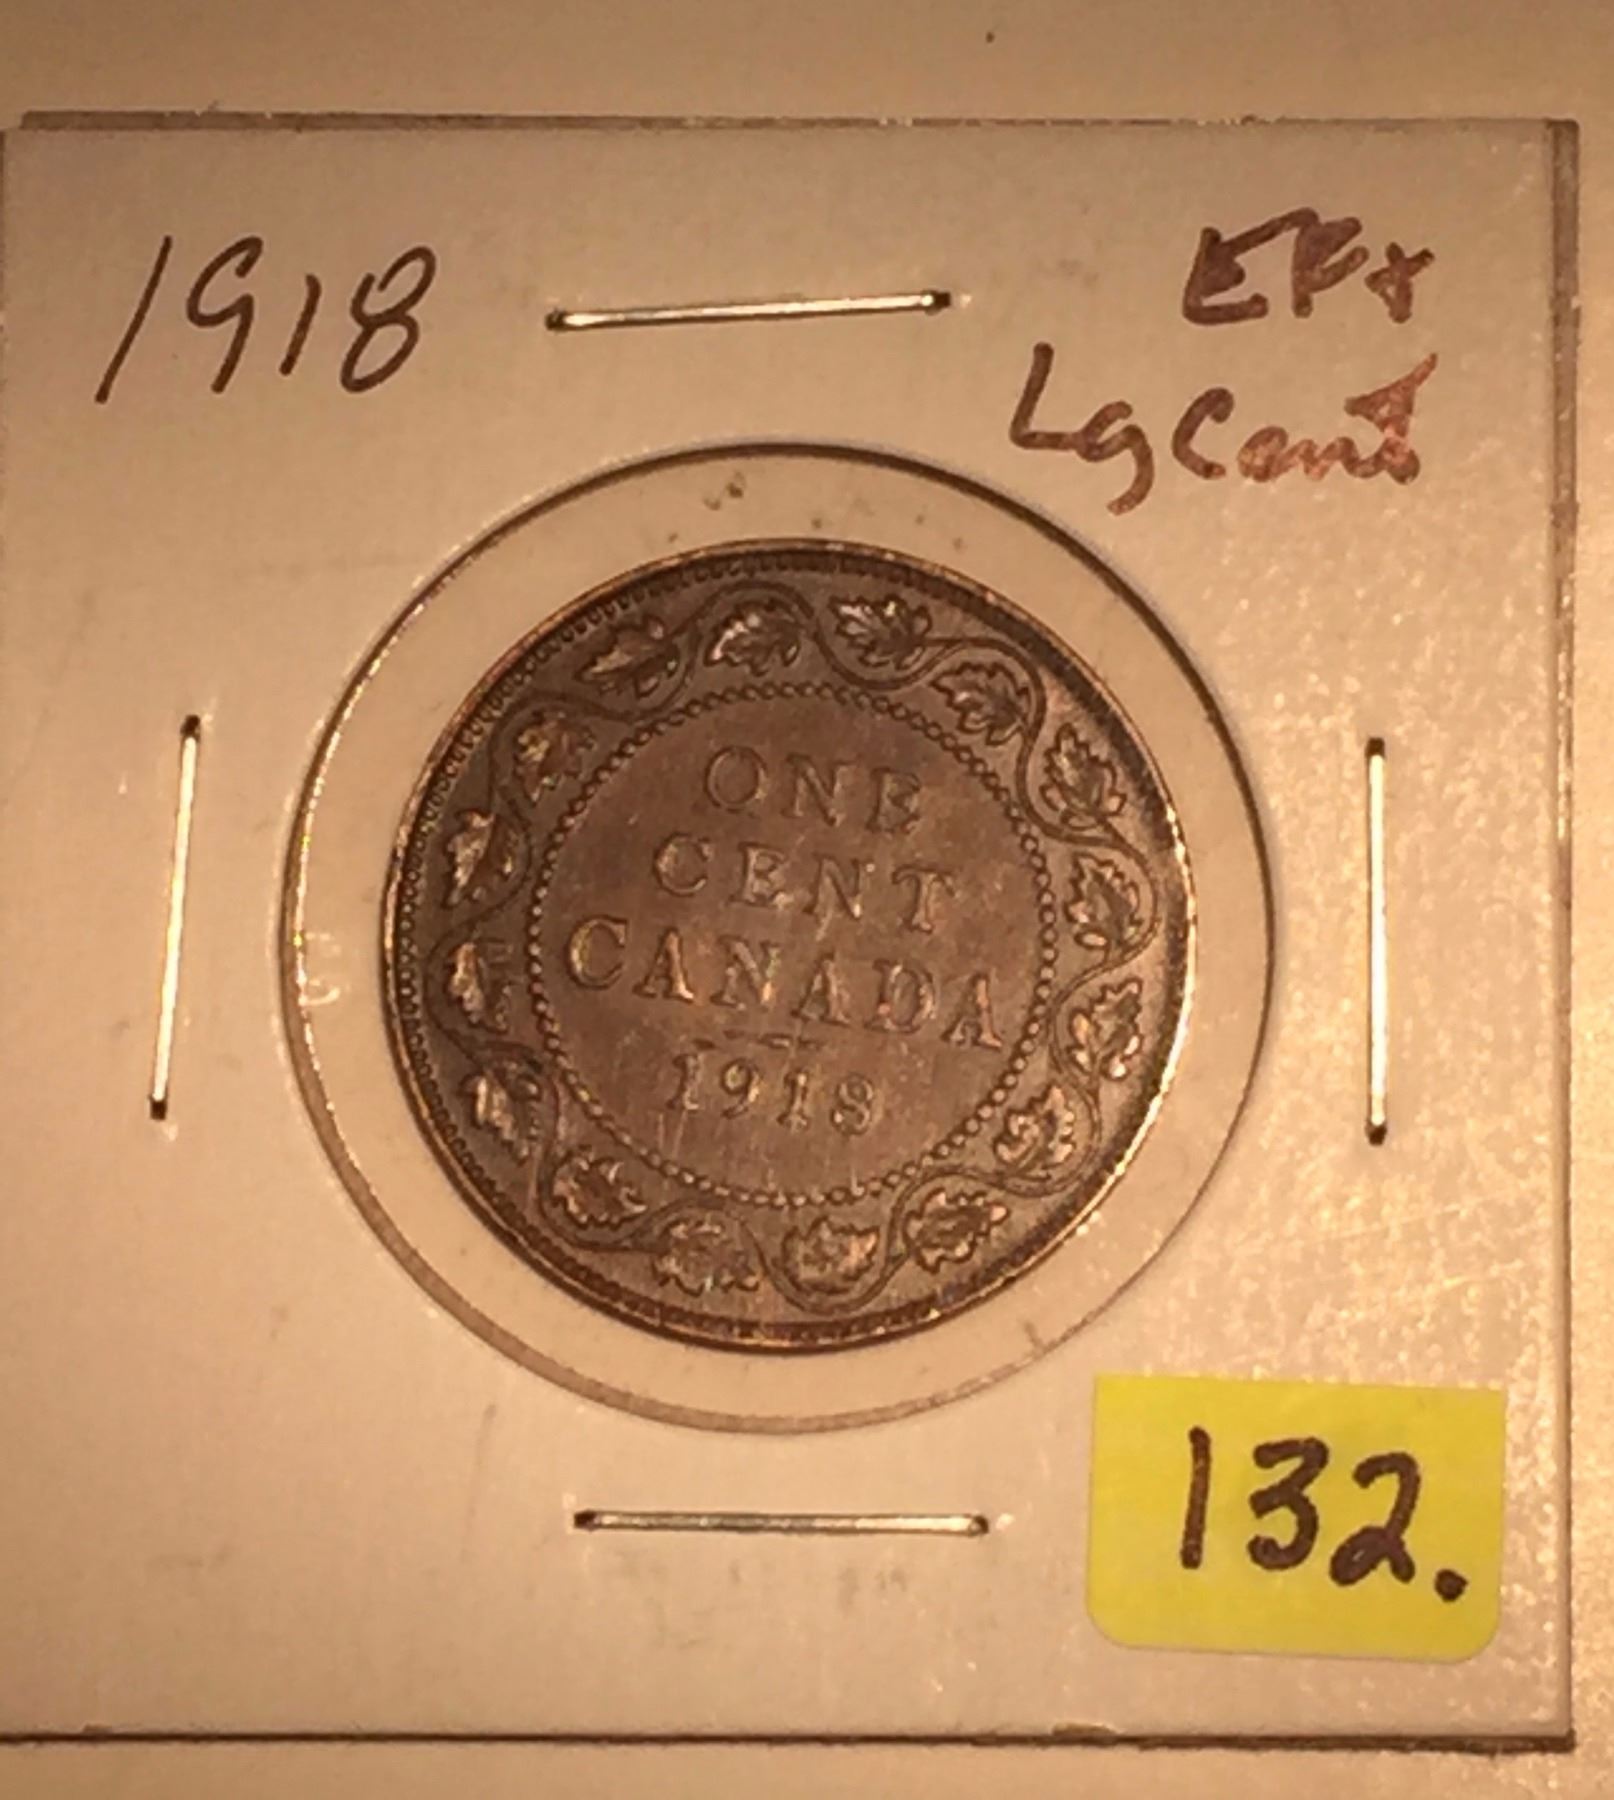 1918
EF+
Lg Cent
ONE
CENT
CANADA
1918
132.